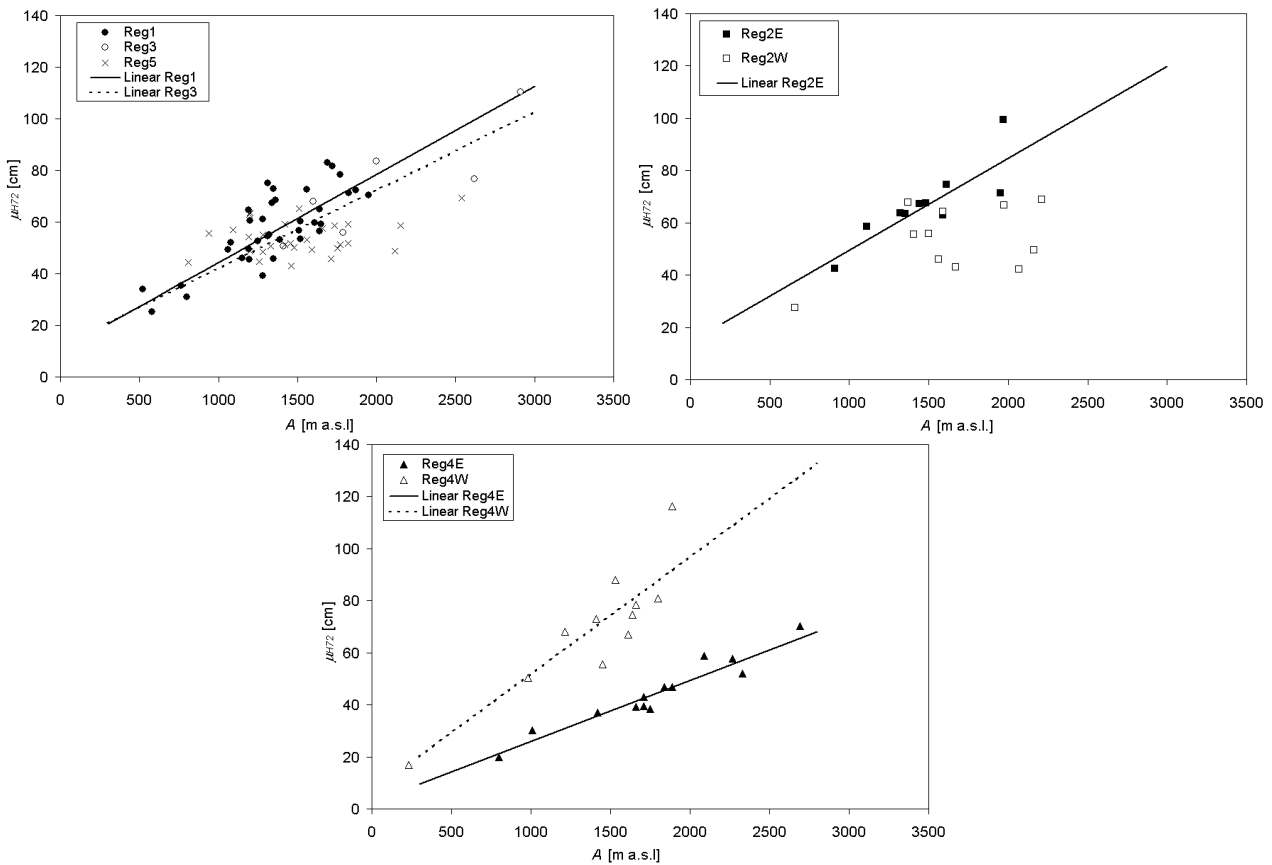 140
120
100
80
60
40
20
0
μH72 [cm]
Reg1
Reg3
Reg5
Linear Reg1
Linear Reg3
0 500 1000 1500 2000 2500 3000 3500
A [m a.s.l]
140
120
100
80
60
40
20
0
μH72 [cm]
Reg2E
Reg2W
Linear Reg2E
0 500 1000 1500 2000 2500 3000 3500
A [m a.s.l.]
140
120
100
80
60
40
20
0
μH72 [cm]
Reg4E
Reg4W
Linear Reg4E
Linear Reg4W
0 500 1000 1500 2000 2500 3000 3500
A [m a.s.l]